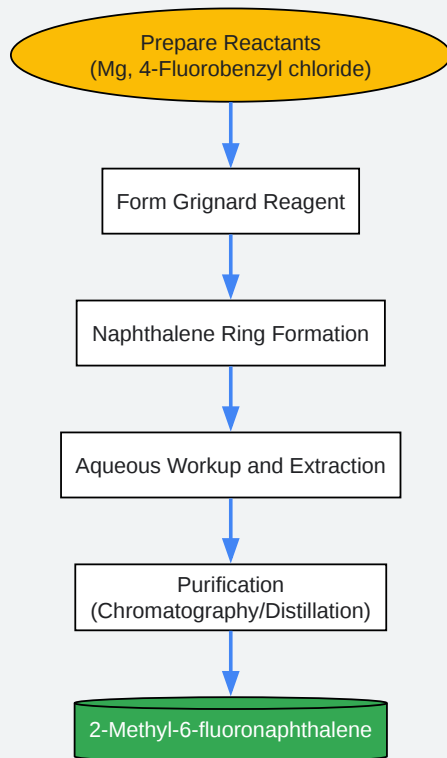 Prepare Reactants
(Mg, 4-Fluorobenzyl chloride)
Form Grignard Reagent
Naphthalene Ring Formation
Aqueous Workup and Extraction
Purification
(Chromatography/Distillation)
2-Methyl-6-fluoronaphthalene